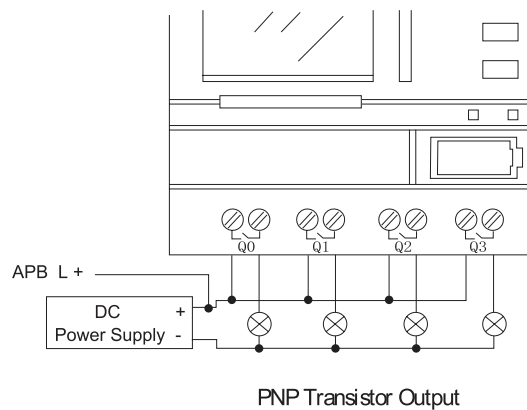 Q0 Q1 Q2 Q3
APB L +
DC +
Power Supply -
PNP Transistor Output